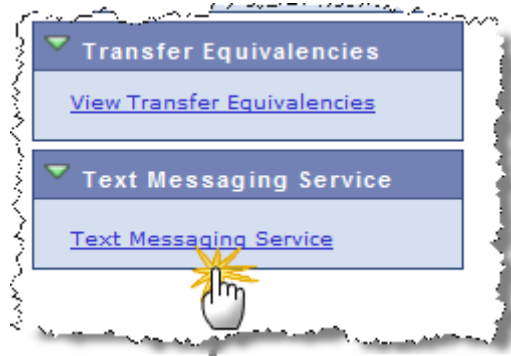 Transfer Equivalencies
View Transfer Equivalencies
Text Messaging Service
Text Messaging Service